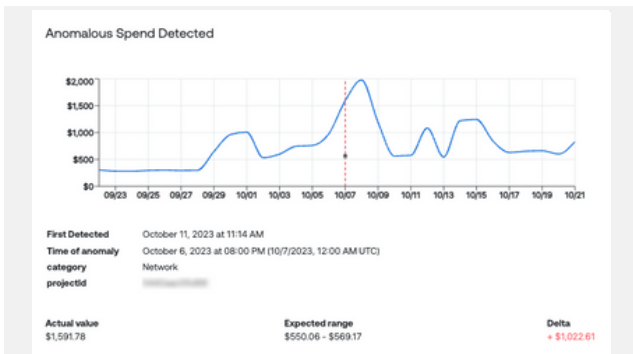 Anomalous Spend Detected
$2,000
$1,500
$1,000
$500
$0
09/23 09/25 09/27 09/29 10/01 10/03 10/05 10/07 10/09 10/11 10/13 10/15 10/17 10/19 10/21
First Detected October 11, 2023 at 11:14 AM
Time of anomaly October 6, 2023 at 08:00 PM (10/7/2023, 12:00 AM UTC)
category Network
projectId
Actual value Expected range Delta
$1,591.78 $550.06 - $569.17 + $1,022.61